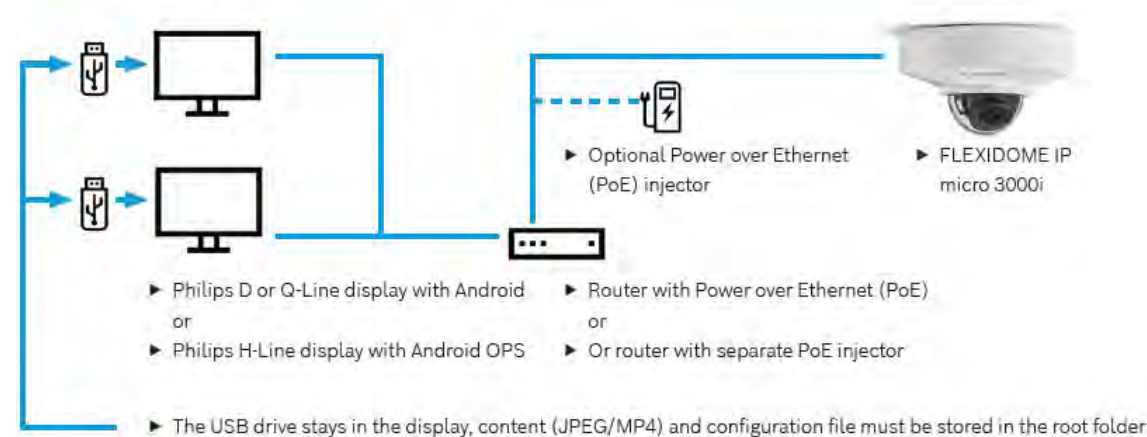 ► Optional Power over Ethernet
(PoE) injector
► FLEXIDOME IP
micro 3000i
► Philips D or Q-Line display with Android
or
► Philips H-Line display with Android OPS
► Router with Power over Ethernet (PoE)
or
► Or router with separate PoE injector
► The USB drive stays in the display, content (JPEG/MP4) and configuration file must be stored in the root folder